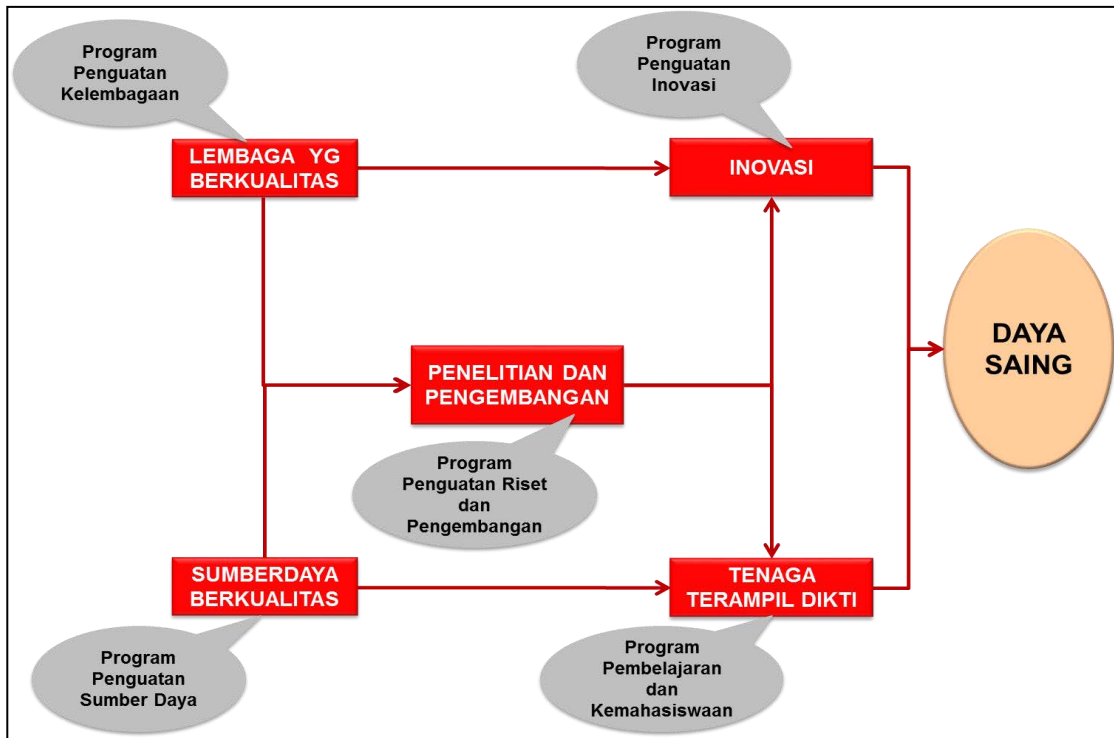 Program
Penguatan
Kelembagaan
Program
Penguatan
Inovasi
LEMBAGA YG
BERKUALITAS
INOVASI
DAYA
SAING
PENELITIAN DAN
PENGEMBANGAN
Program
Penguatan Riset
dan
Pengembangan
SUMBERDAYA
BERKUALITAS
TENAGA
TERAMPIL DIKTI
Program
Penguatan
Sumber Daya
Program
Pembelajaran
dan
Kemahasiswaan